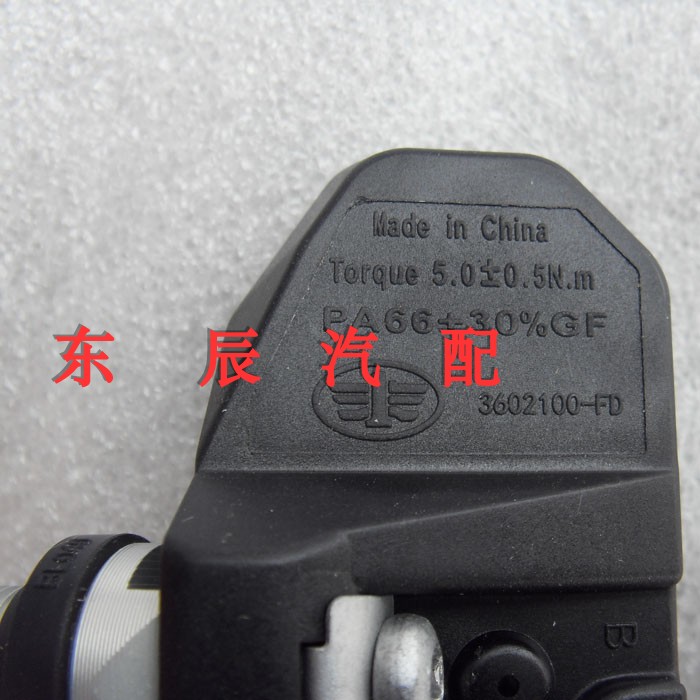 Made in China
Torque 5.0±0.5N.m
PA66+30%GF
东辰汽配
3602100-FD
B